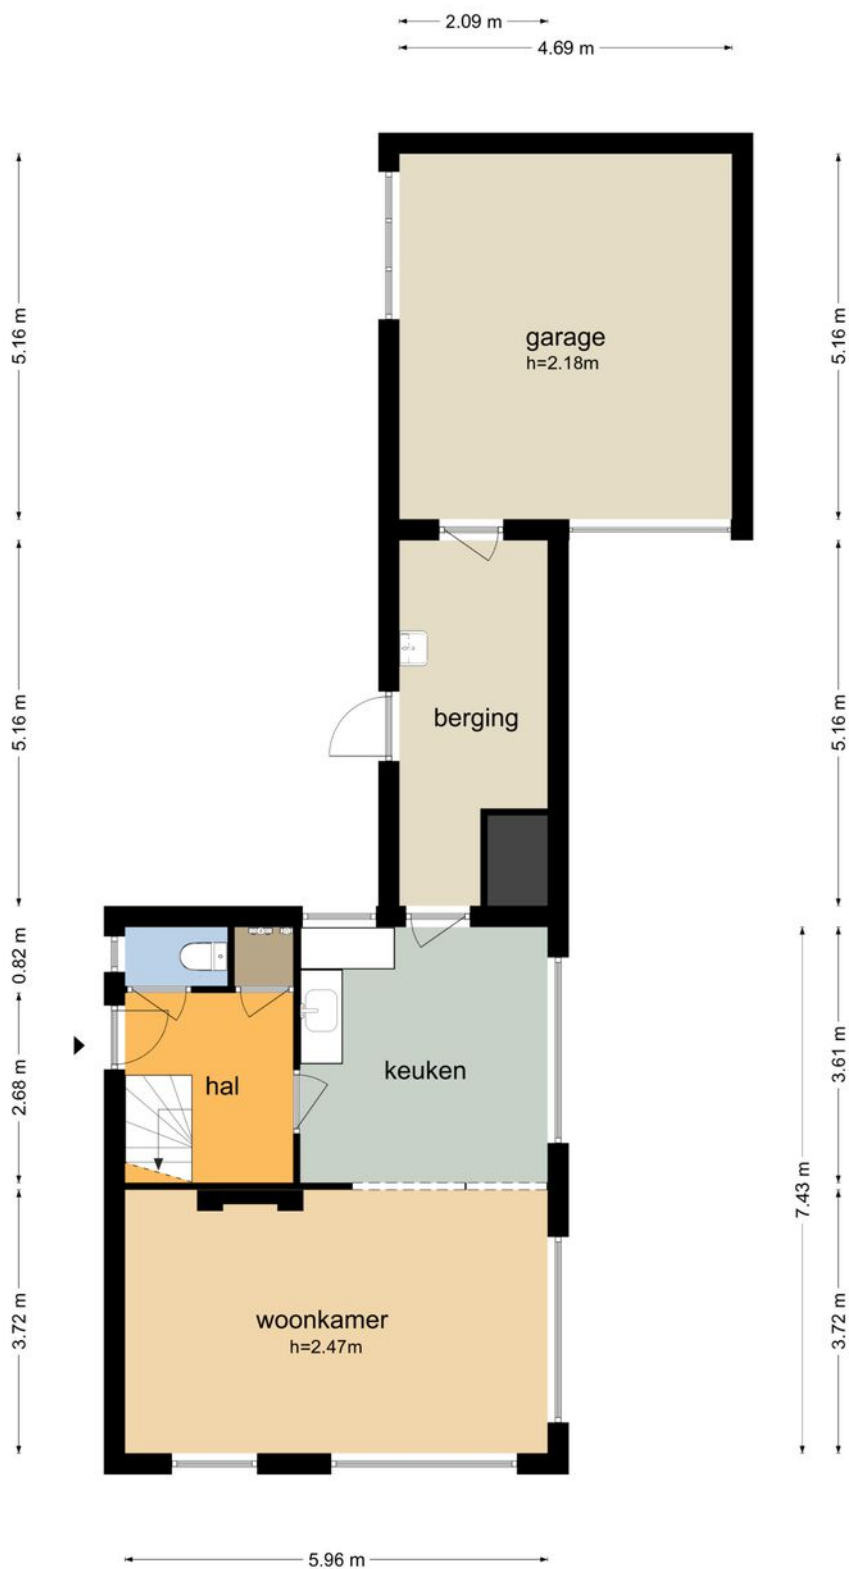 2.09 m
4.69 m
5.16 m
5.16 m
garage
h=2.18m
5.16 m
5.16 m
berging
0.82 m
2.68 m
3.61 m
hal
keuken
7.43 m
3.72 m
3.72 m
woonkamer
h=2.47m
5.96 m